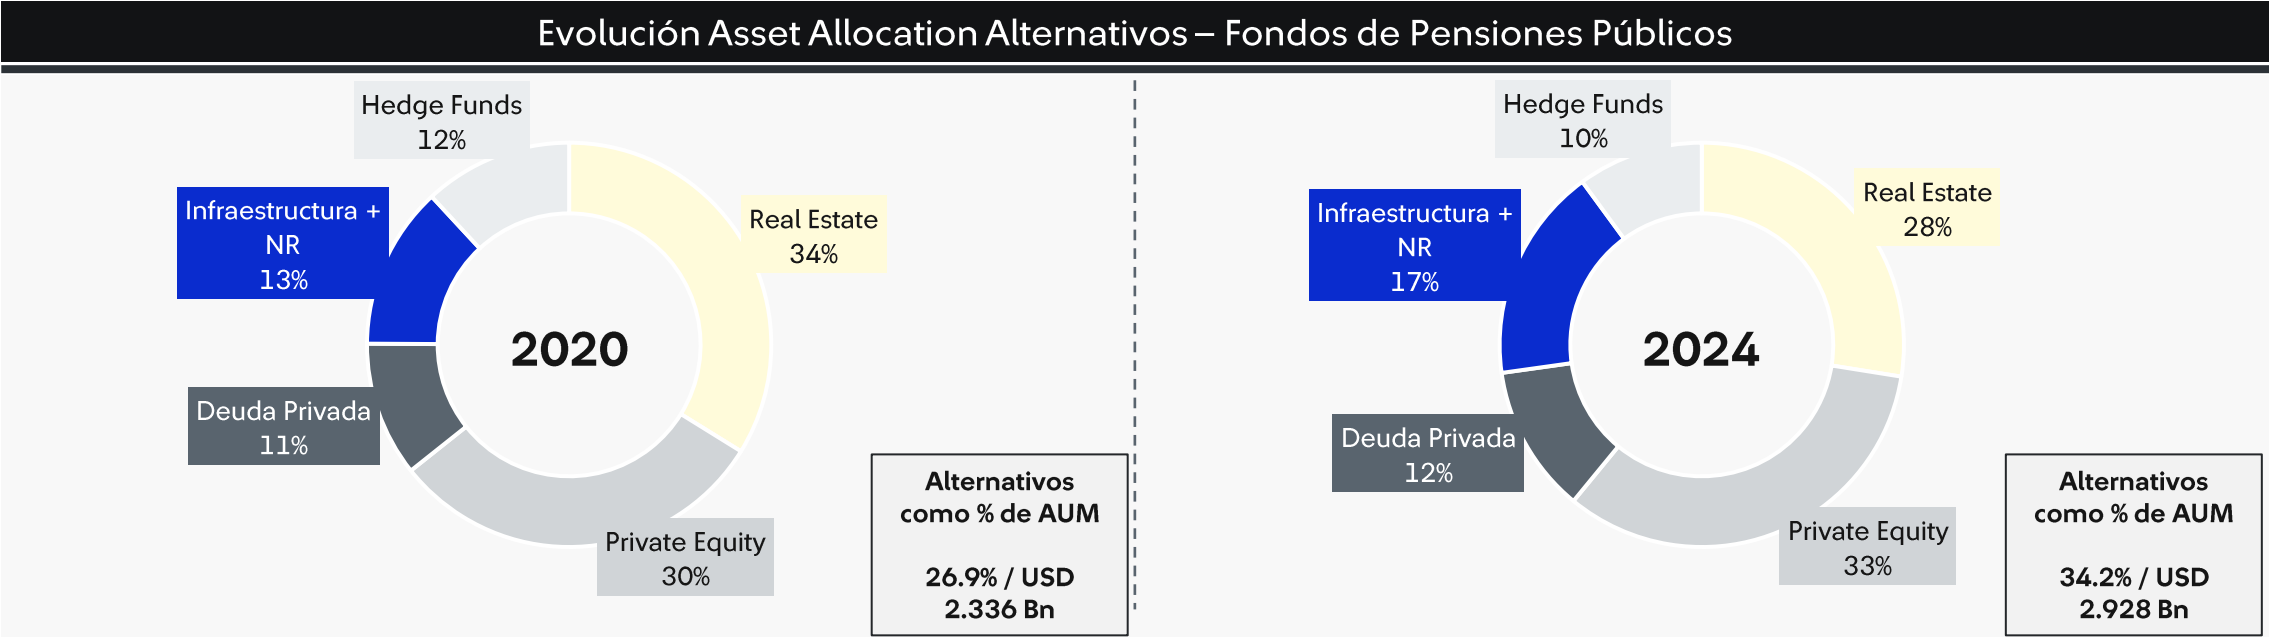 Evolución Asset Allocation Alternativos – Fondos de Pensiones Públicos
Hedge Funds
12%
Infraestructura +
NR
13%
Real Estate
34%
2020
Deuda Privada
11%
Private Equity
30%
Alternativos
como % de AUM
26.9% / USD
2.336 Bn
Hedge Funds
10%
Infraestructura +
NR
17%
Real Estate
28%
2024
Deuda Privada
12%
Private Equity
33%
Alternativos
como % de AUM
34.2% / USD
2.928 Bn